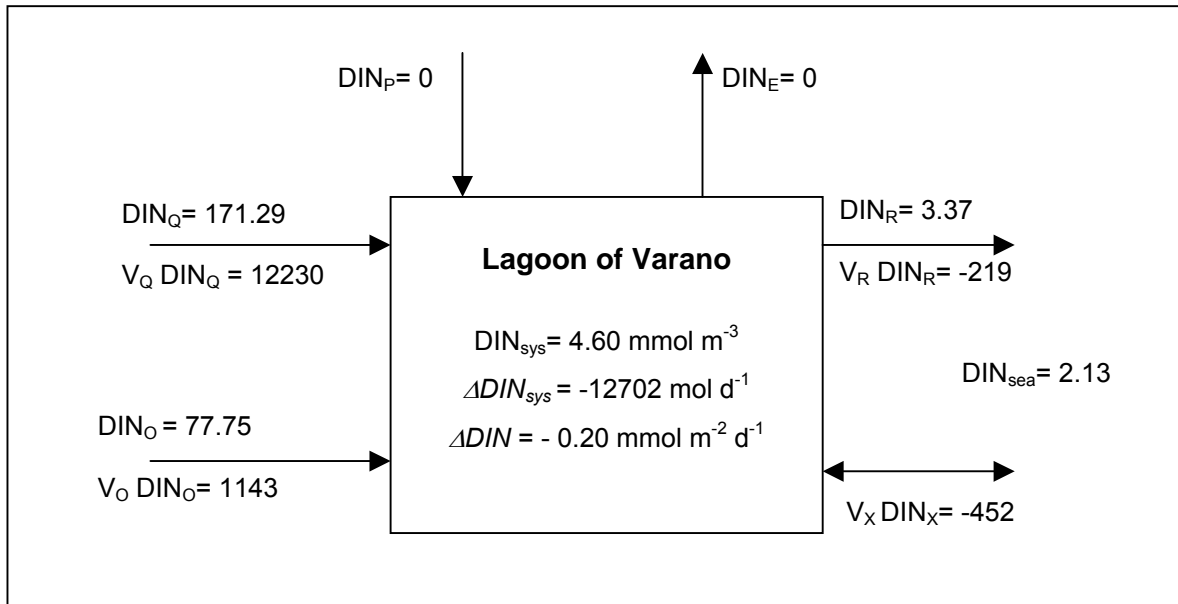 DIN_P= 0
DIN_E= 0
DIN_Q= 171.29
V_Q DIN_Q = 12230
DIN_R= 3.37
V_R DIN_R= -219
Lagoon of Varano
DIN_sys= 4.60 mmol m^-3
ΔDIN_sys = -12702 mol d^-1
ΔDIN = - 0.20 mmol m^-2 d^-1
DIN_sea= 2.13
DIN_O = 77.75
V_O DIN_O= 1143
V_X DIN_X= -452